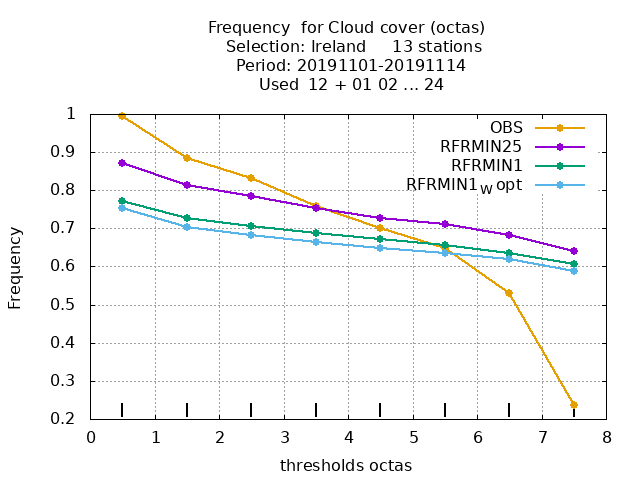 Frequency  for Cloud cover (octas)
Selection: Ireland     13 stations
Period: 20191101-20191114
Used  12 + 01 02 ... 24
OBS
RFRMIN25
RFRMIN1
RFRMIN1W opt
Frequency
1
0.9
0.8
0.7
0.6
0.5
0.4
0.3
0.2
0 1 2 3 4 5 6 7 8
thresholds octas